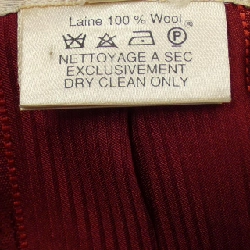 Laine 100 % Wool
NETTOYAGE A SEC
EXCLUSIVEMENT
DRY CLEAN ONLY